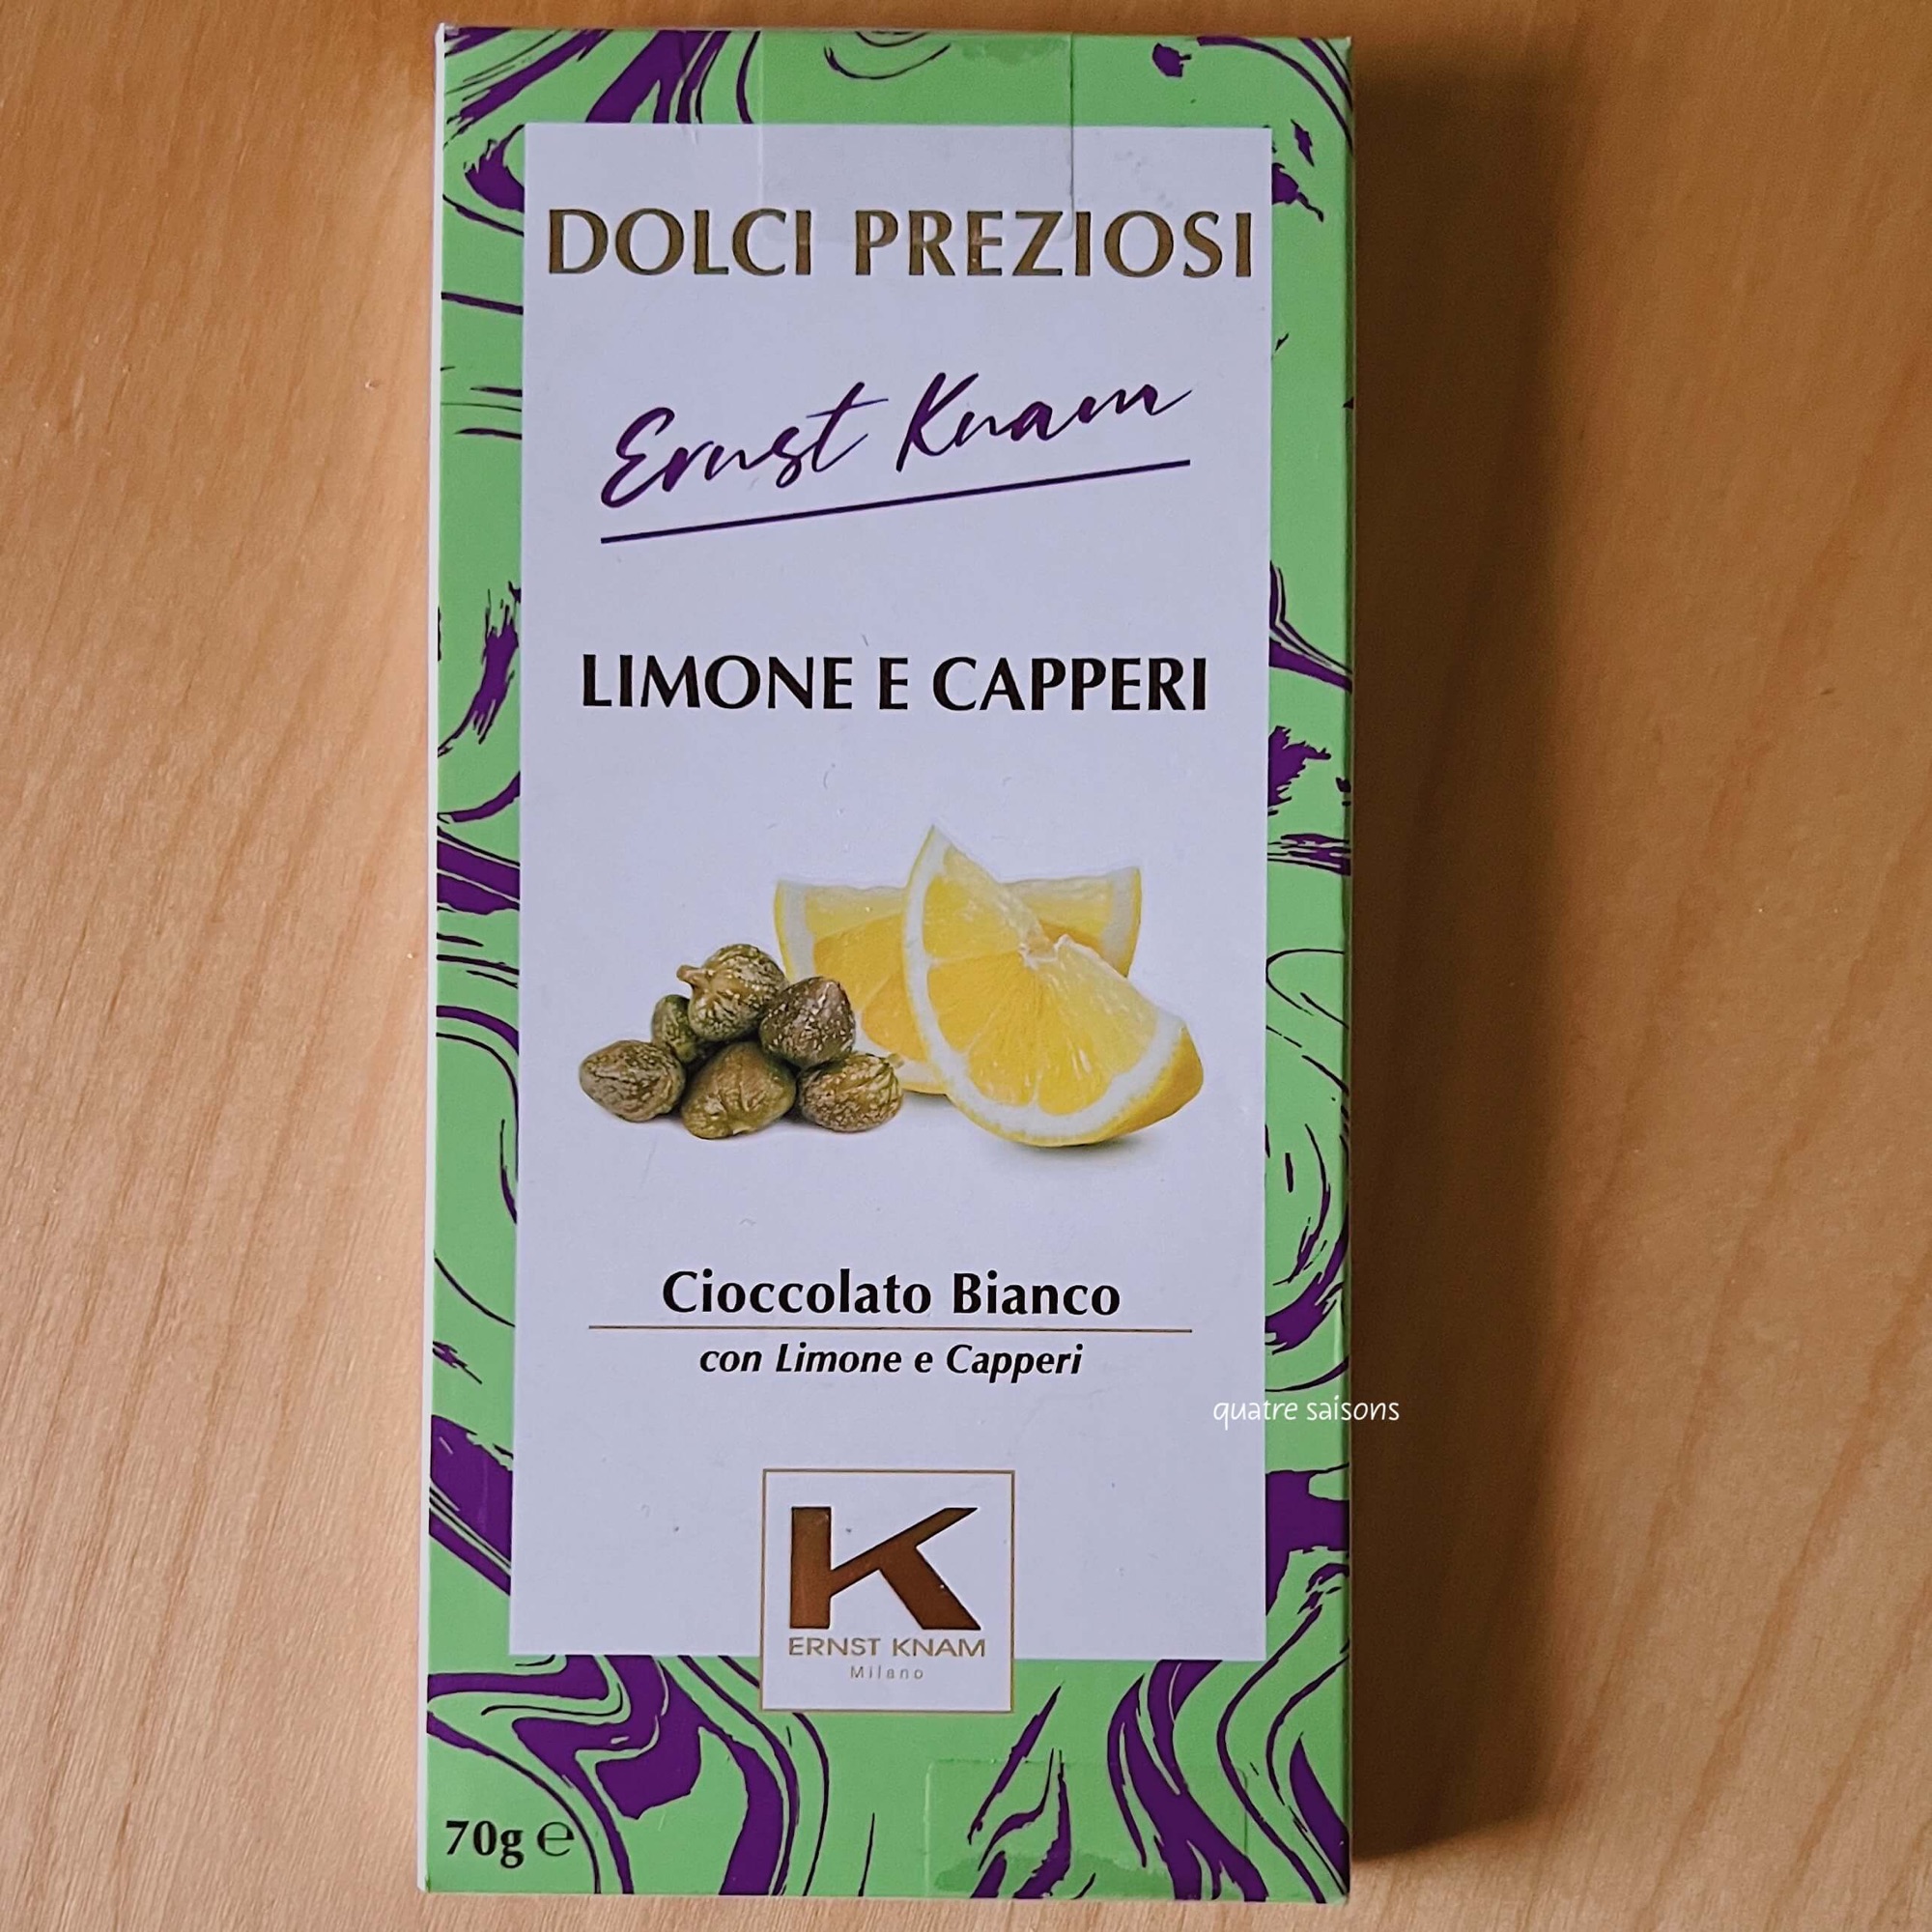 DOLCI PREZIOSI
Ernst Knam
LIMONE E CAPPERI
Cioccolato Bianco
con Limone e Capperi
quatre saisons
K
ERNST KNAM
Milano
70g ℮